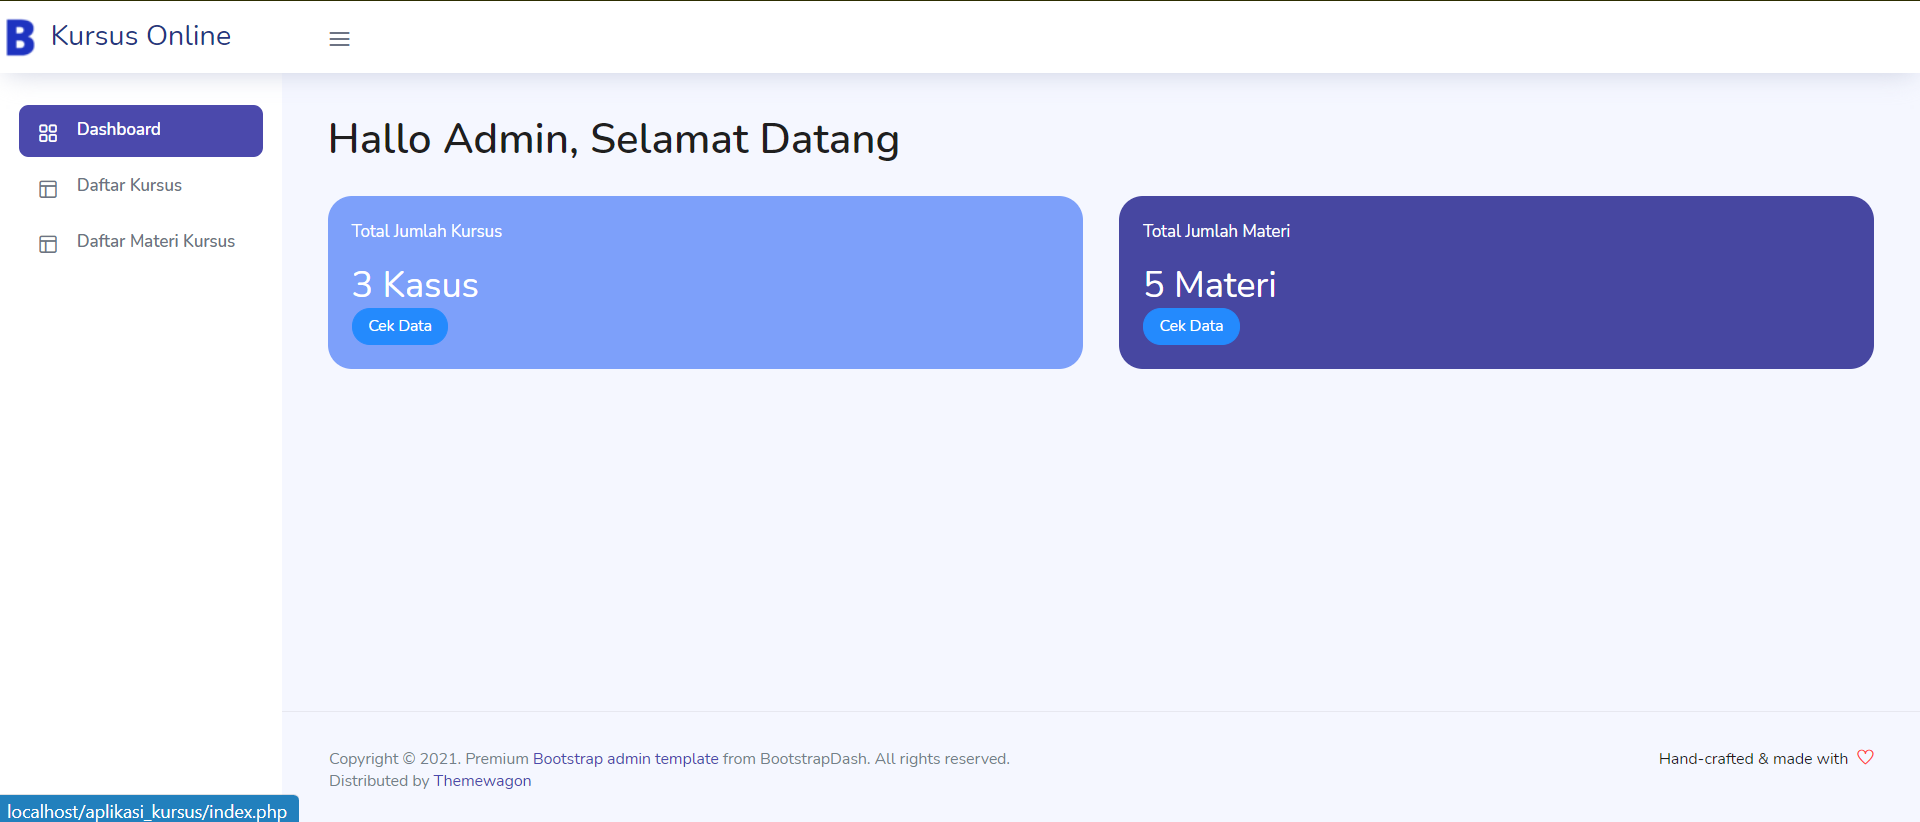 B Kursus Online
Dashboard
Daftar Kursus
Daftar Materi Kursus
Hallo Admin, Selamat Datang
Total Jumlah Kursus
3 Kasus
Cek Data
Total Jumlah Materi
5 Materi
Cek Data
Copyright © 2021. Premium Bootstrap admin template from BootstrapDash. All rights reserved.
Distributed by Themewagon
Hand-crafted & made with
localhost/aplikasi_kursus/index.php